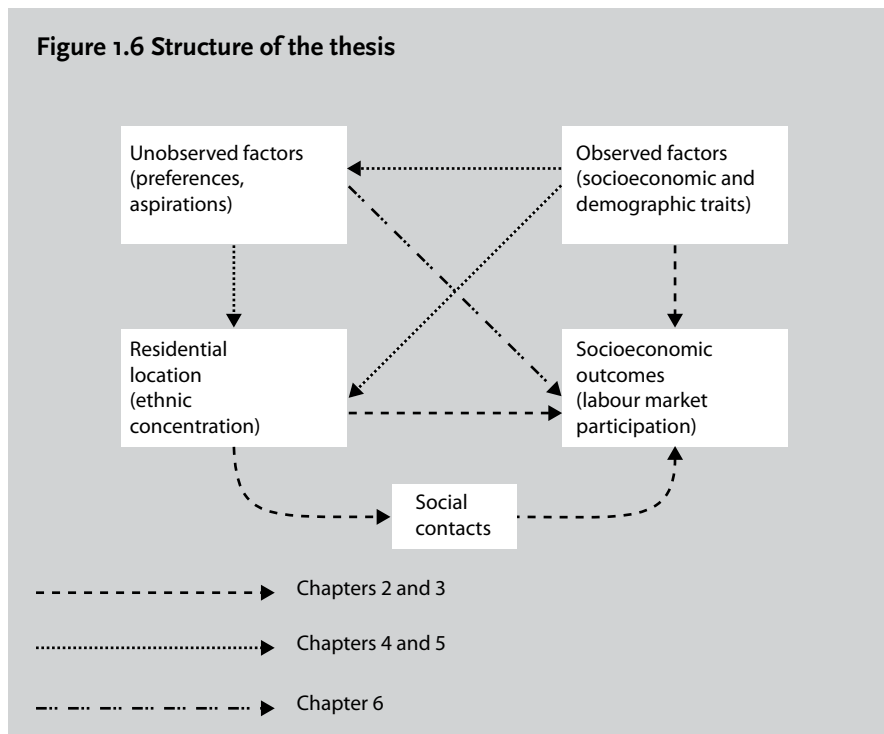 Figure 1.6 Structure of the thesis
Unobserved factors
(preferences,
aspirations)
Observed factors
(socioeconomic and
demographic traits)
Residential
location
(ethnic
concentration)
Socioeconomic
outcomes
(labour market
participation)
Social
contacts
Chapters 2 and 3
Chapters 4 and 5
Chapter 6